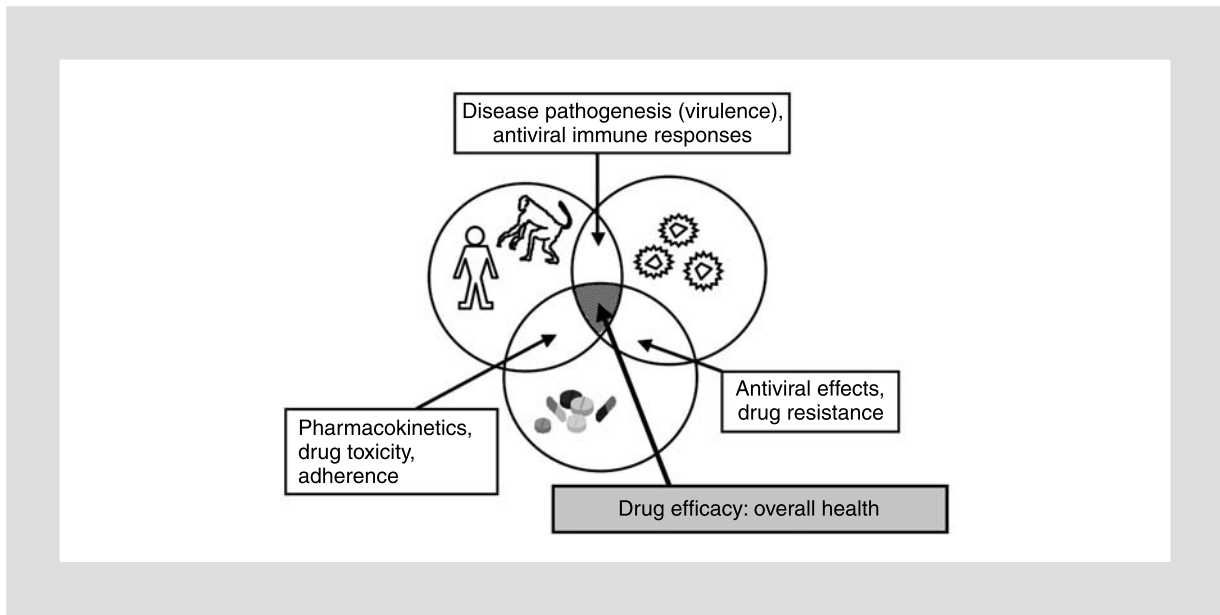 Disease pathogenesis (virulence),
antiviral immune responses
Antiviral effects,
drug resistance
Pharmacokinetics,
drug toxicity,
adherence
Drug efficacy: overall health